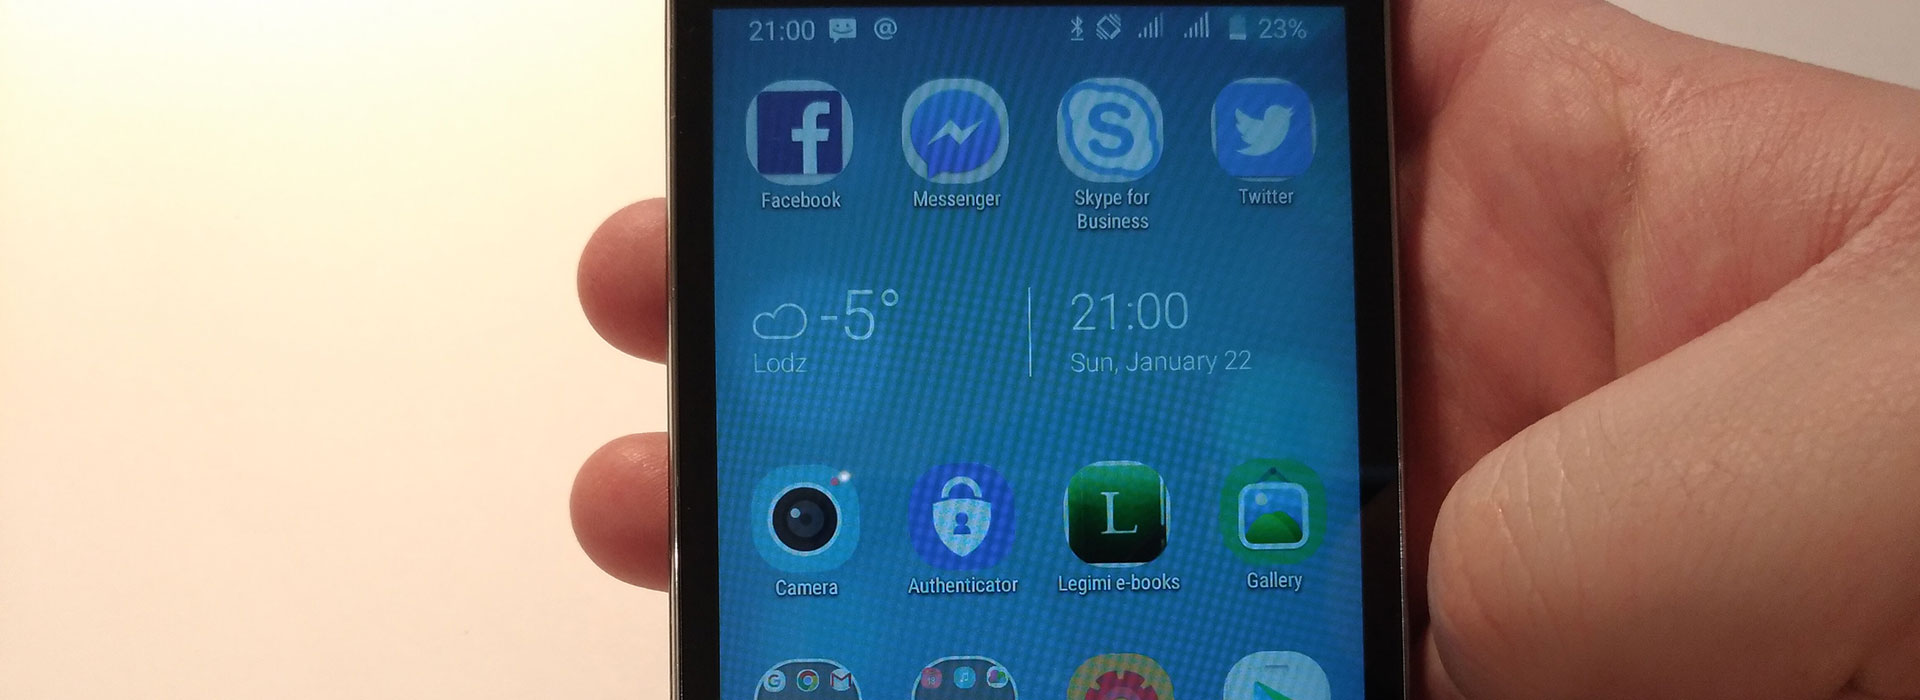 21:00 @ 23%
f S
Facebook Messenger Skype for Business Twitter
-5° 21:00
Lodz Sun, January 22
L
Camera Authenticator Legimi e-books Gallery
G M